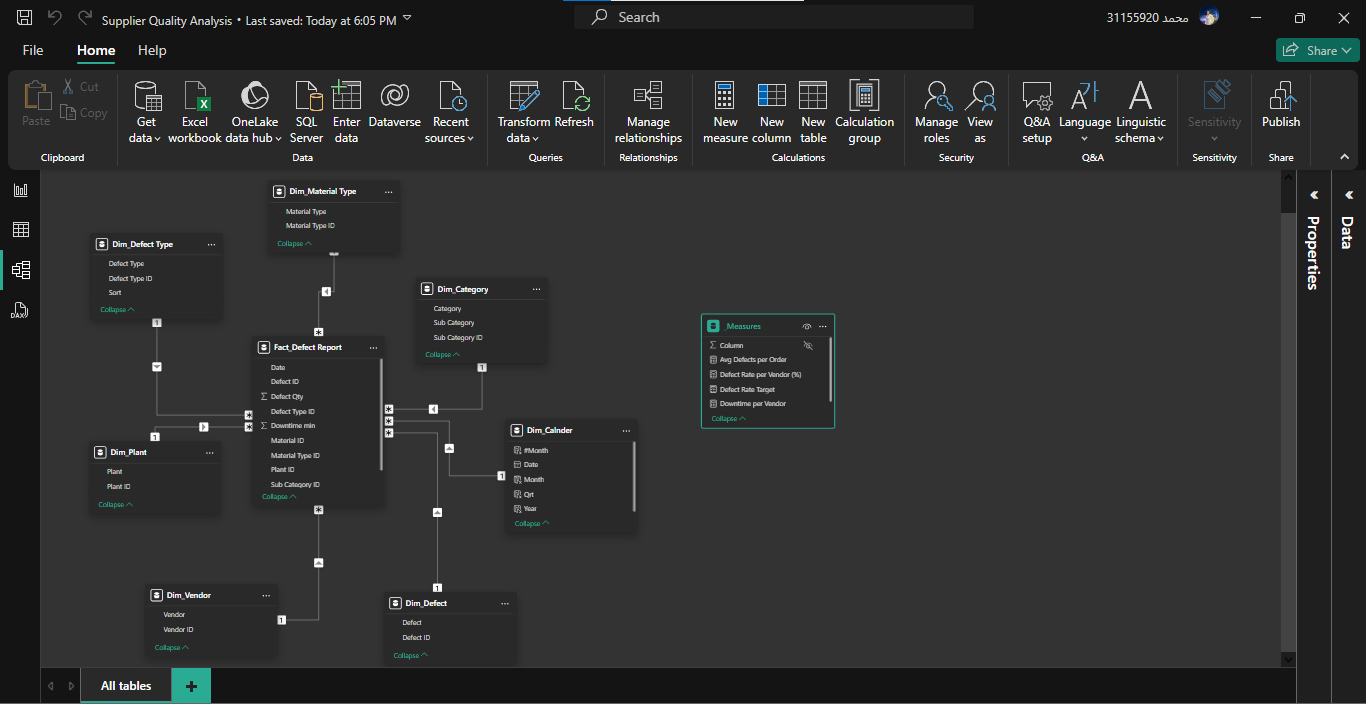 Supplier Quality Analysis • Last saved: Today at 6:05 PM
Search
محمد 31155920
File
Home
Help
Share
Paste
Cut
Copy
Clipboard
Get data
Excel workbook
OneLake data hub
SQL Server
Enter data
Dataverse
Recent sources
Data
Transform data
Refresh
Queries
Manage relationships
Relationships
New measure
New column
New table
Calculation group
Calculations
Manage roles
View as
Security
Q&A setup
Language
Linguistic schema
Q&A
Sensitivity
Sensitivity
Publish
Share
Dim_Material Type
Material Type
Material Type ID
Collapse
Dim_Defect Type
Defect Type
Defect Type ID
Sort
Collapse
1
Dim_Category
Category
Sub Category
Sub Category ID
Collapse
1
Fact_Defect Report
Date
Defect ID
Defect Qty
Defect Type ID
Downtime min
Material ID
Material Type ID
Plant ID
Sub Category ID
Collapse
Measures
Column
Avg Defects per Order
Defect Rate per Vendor (%)
Defect Rate Target
Downtime per Vendor
Collapse
1
Dim_Plant
Plant
Plant ID
Collapse
Dim_Calnder
#Month
Date
Month
Qrt
Year
Collapse
1
Dim_Vendor
Vendor
Vendor ID
Collapse
1
1
Dim_Defect
Defect
Defect ID
Collapse
Properties
Data
DAX
All tables